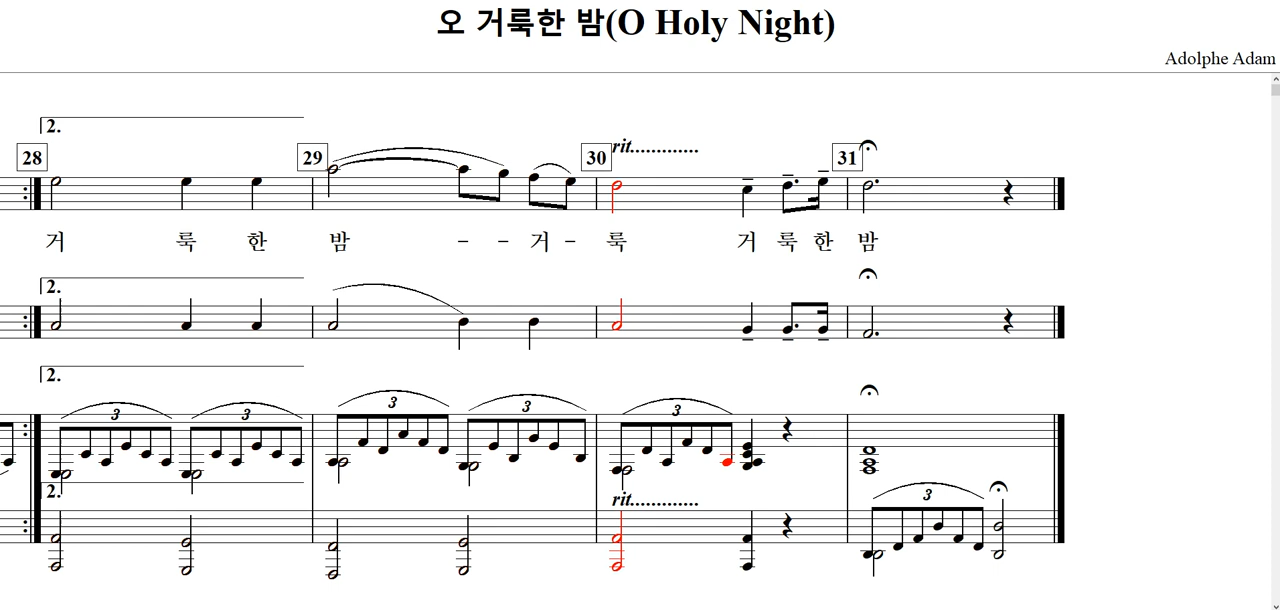 오 거룩한 밤(O Holy Night)
Adolphe Adam
2.
28 29 30 rit............ 31
거 룩 한 밤 - - 거 - 룩 거 룩 한 밤
2.
2.
3 3 3 3 3
2. rit............
3